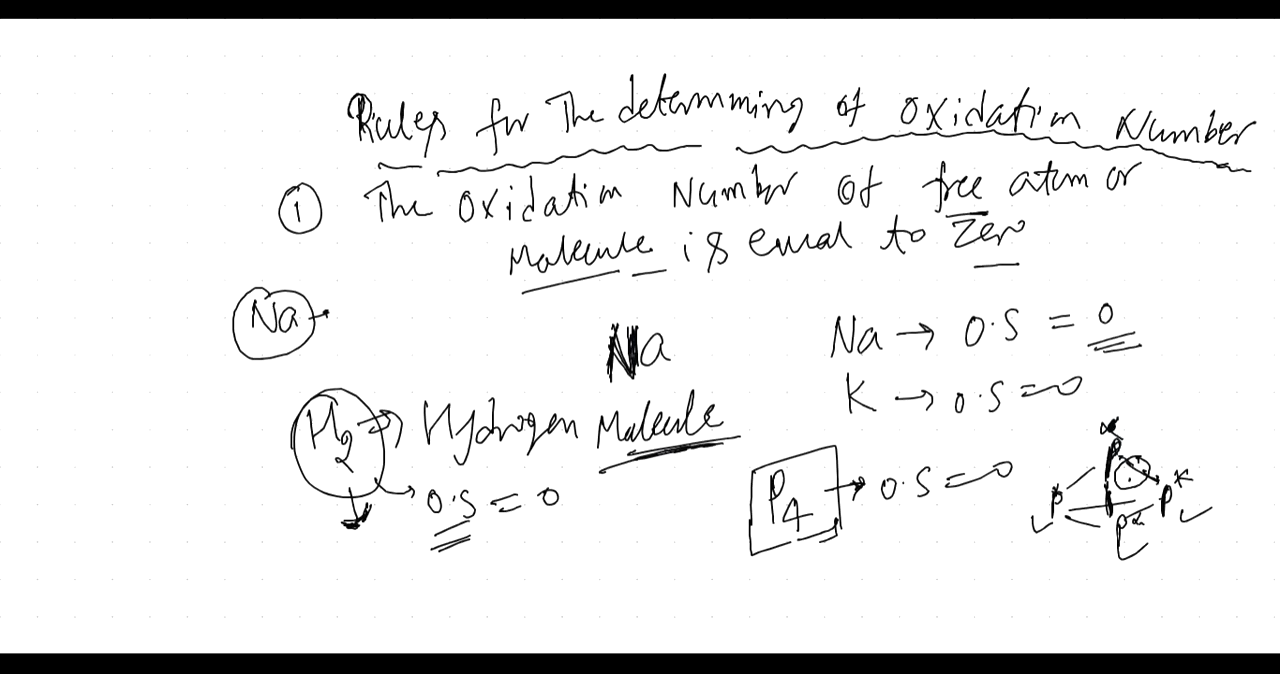 Rules for The determming of oxidation Number
① The oxidation Number of free atom or
Molecule is equal to Zero
Na
Na
Na → O.S = 0
K → O.S = 0
H2 → Hydrogen Molecule
O.S = 0
P4 → O.S = 0
P
P P
P